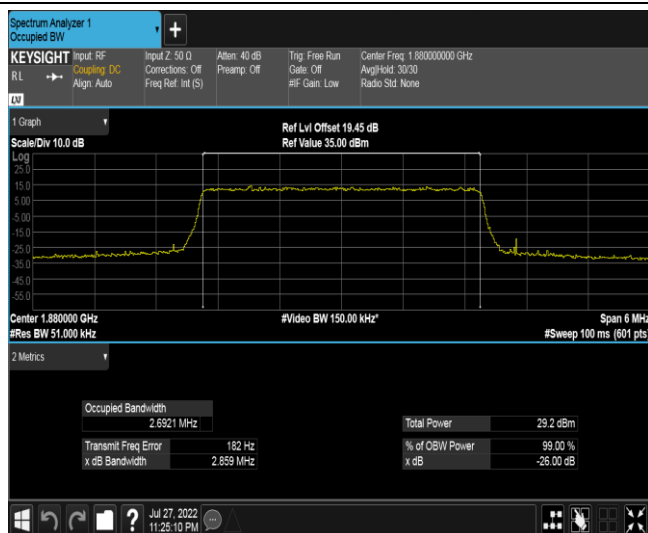 Spectrum Analyzer 1
Occupied BW
+
KEYSIGHT
RL
LXI
Input: RF
Coupling: DC
Align: Auto
Input Z: 50 Ω
Corrections: Off
Freq Ref: Int (S)
Atten: 40 dB
Preamp: Off
Trig: Free Run
Gate: Off
#IF Gain: Low
Center Freq: 1.880000000 GHz
Avg|Hold: 30/30
Radio Std: None
1 Graph
Scale/Div 10.0 dB
Ref Lvl Offset 19.45 dB
Ref Value 35.00 dBm
Log
25.0
15.0
5.00
-5.00
-15.0
-25.0
-35.0
-45.0
-55.0
Center 1.880000 GHz
#Res BW 51.000 kHz
#Video BW 150.00 kHz*
Span 6 MHz
#Sweep 100 ms (601 pts)
2 Metrics
Occupied Bandwidth
2.6921 MHz
Transmit Freq Error 182 Hz
x dB Bandwidth 2.859 MHz
Total Power 29.2 dBm
% of OBW Power 99.00 %
x dB -26.00 dB
?
Jul 27, 2022
11:25:10 PM